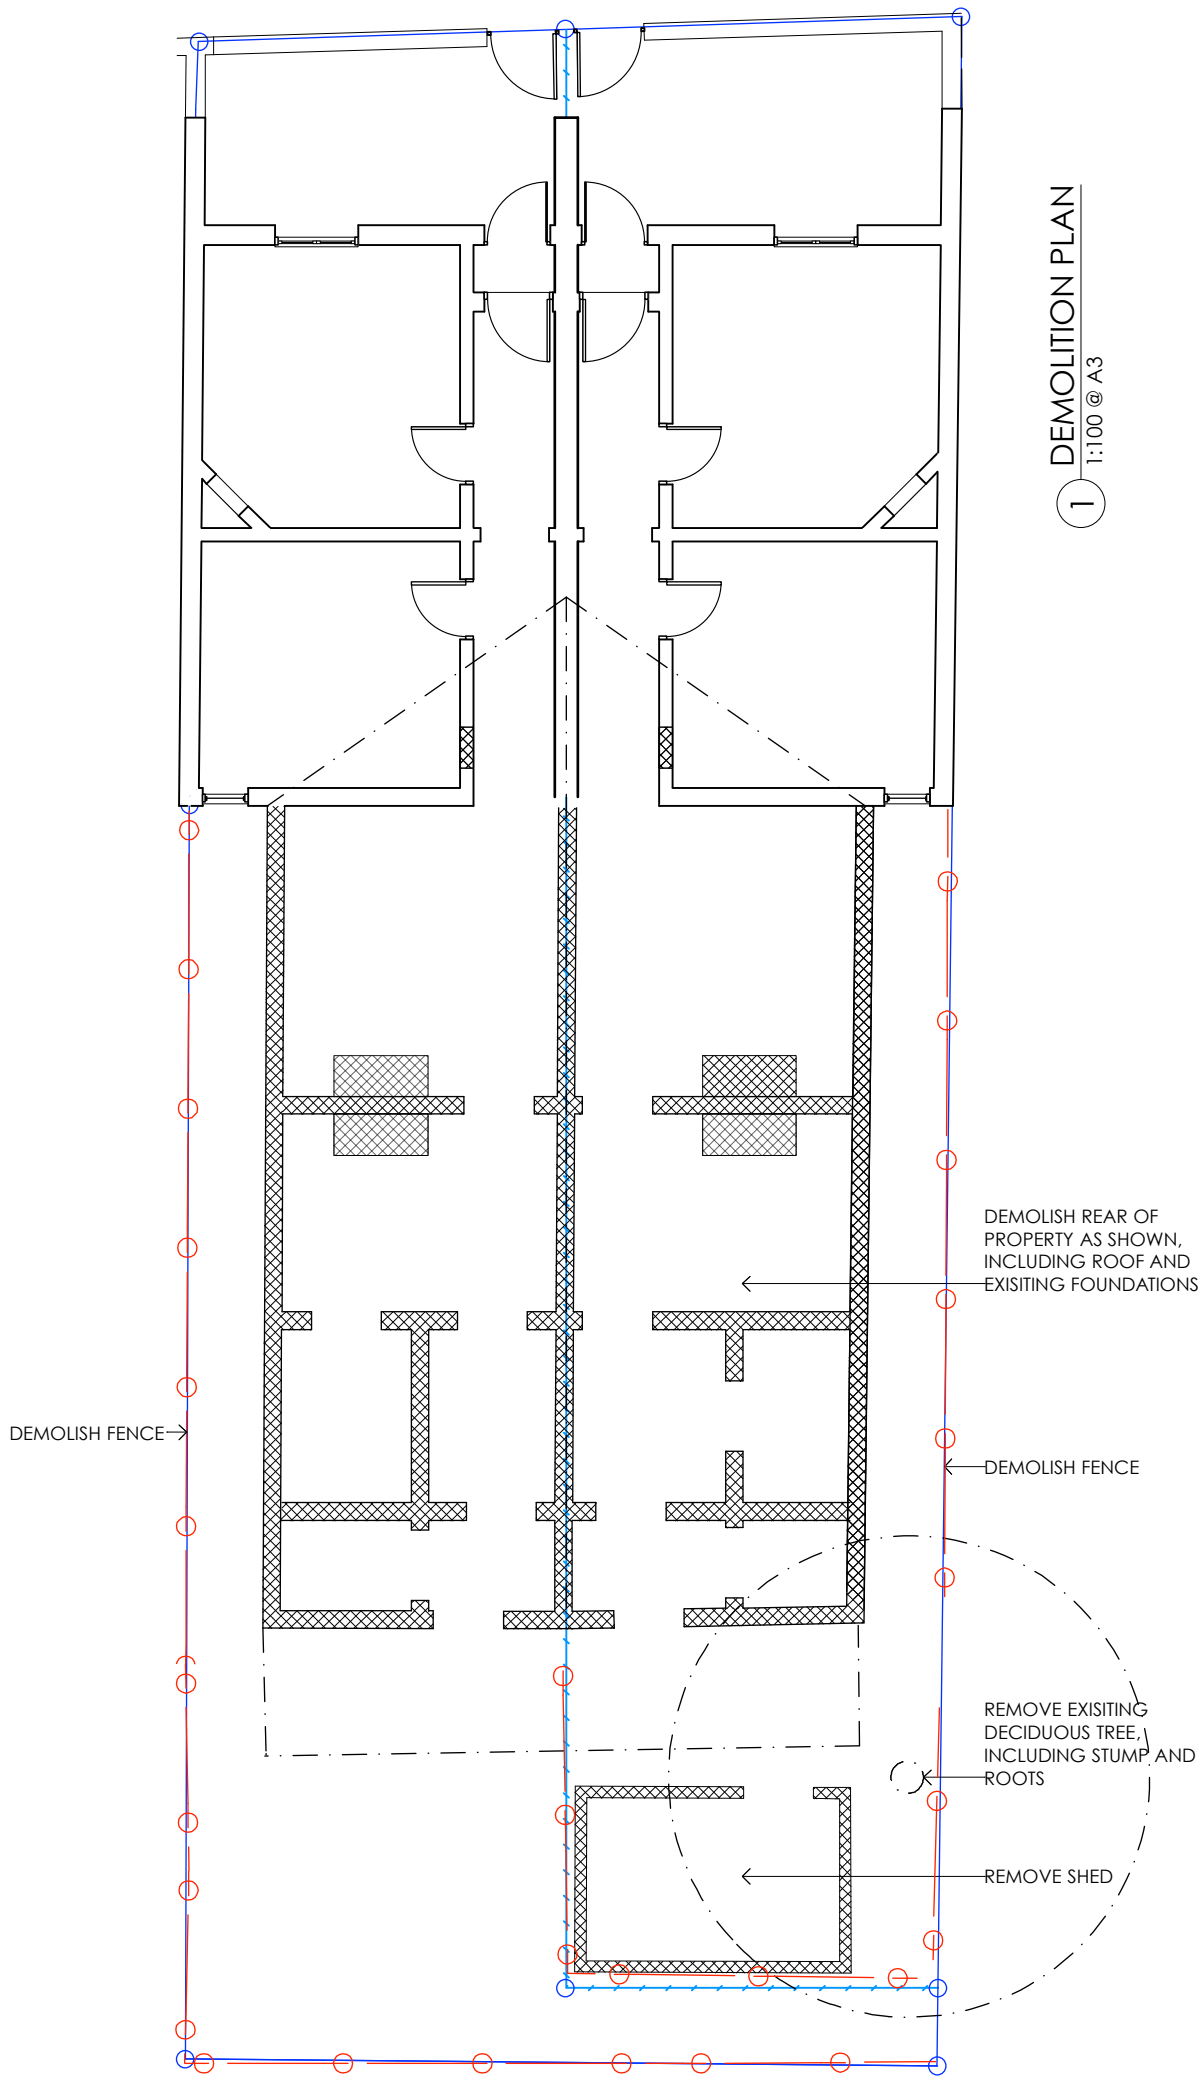 DEMOLITION PLAN
1:100 @ A3
1
DEMOLISH REAR OF
PROPERTY AS SHOWN,
INCLUDING ROOF AND
EXISITING FOUNDATIONS
DEMOLISH FENCE
DEMOLISH FENCE
REMOVE EXISITING
DECIDUOUS TREE,
INCLUDING STUMP AND
ROOTS
REMOVE SHED